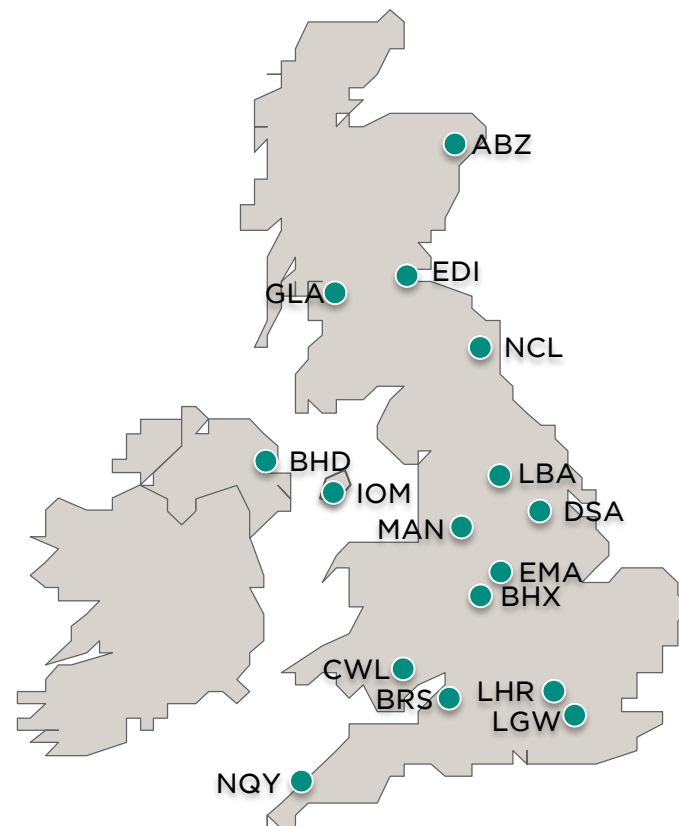 ABZ
EDI
GLA
NCL
BHD
LBA
IOM
DSA
MAN
EMA
BHX
CWL
BRS
LHR
LGW
NQY